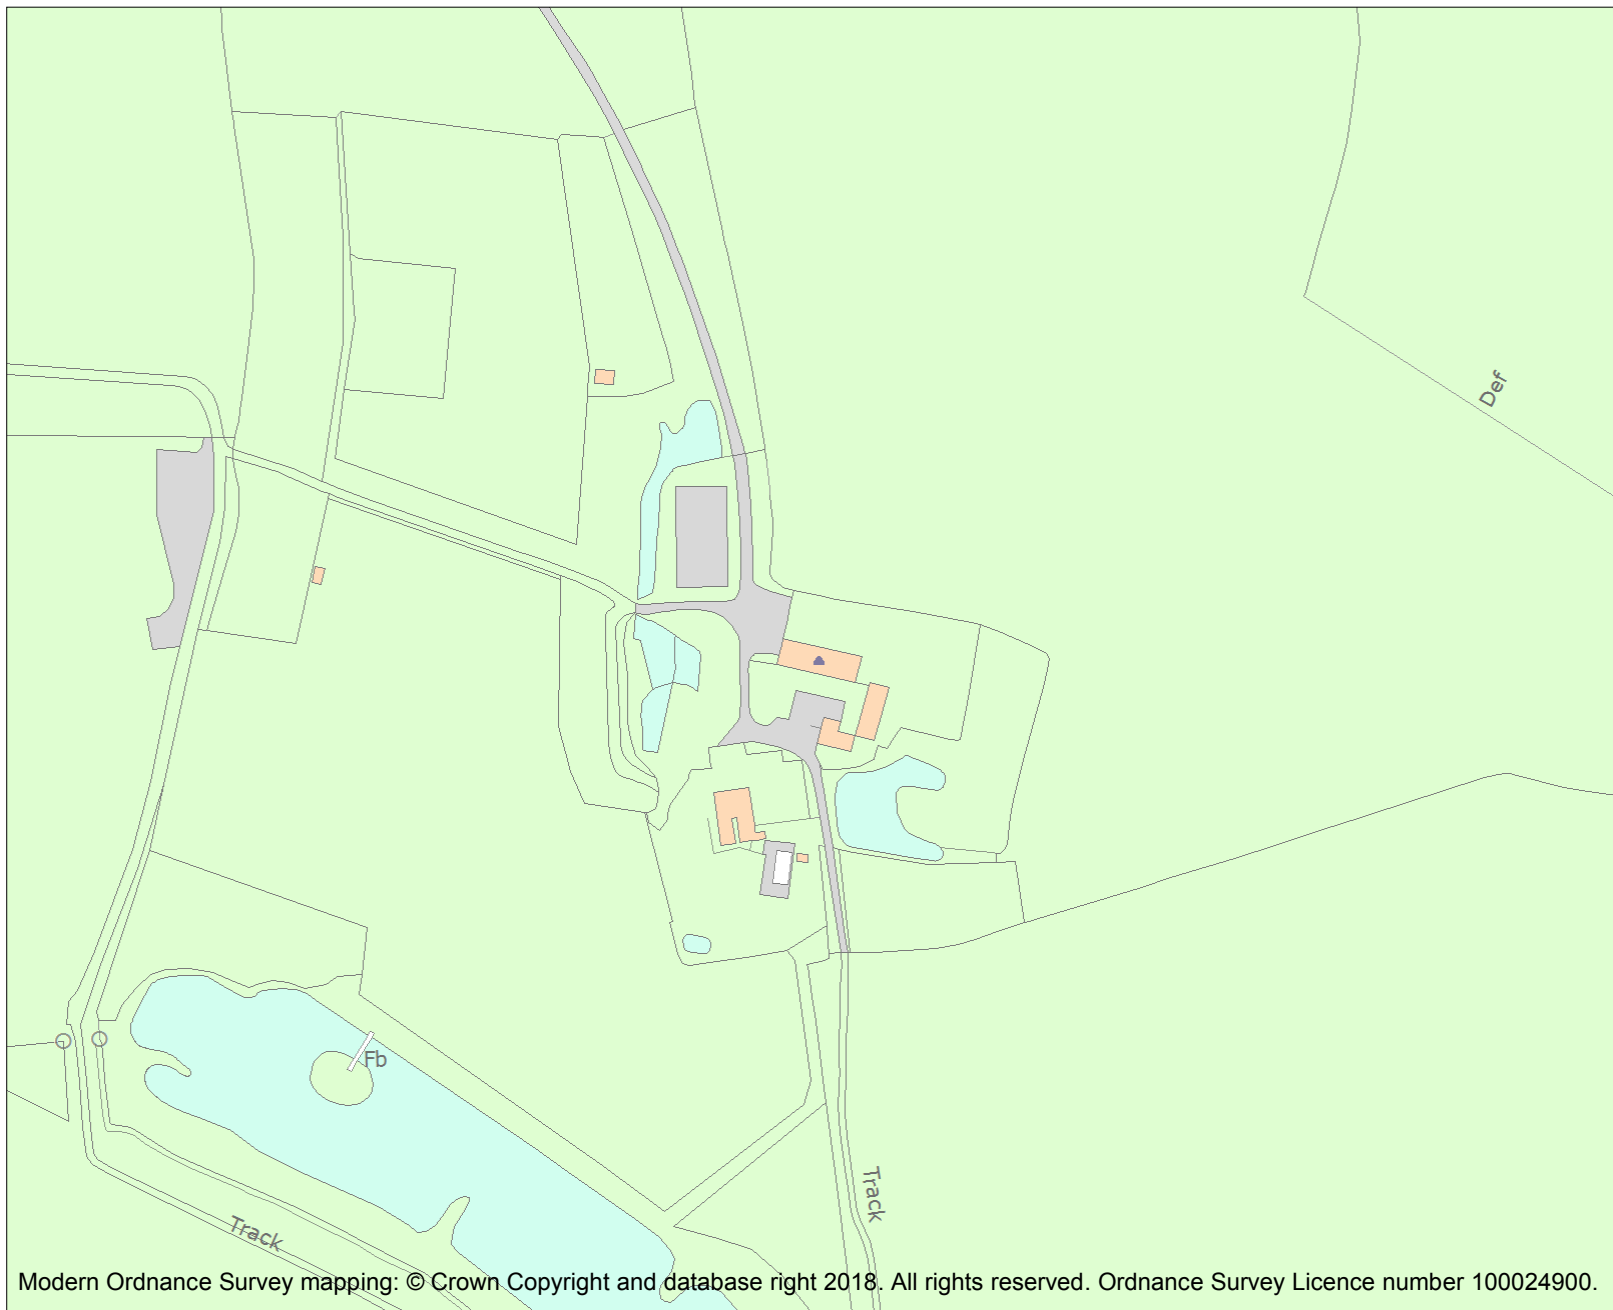 Def
Fb
Track
Track
Modern Ordnance Survey mapping: © Crown Copyright and database right 2018. All rights reserved. Ordnance Survey Licence number 100024900.